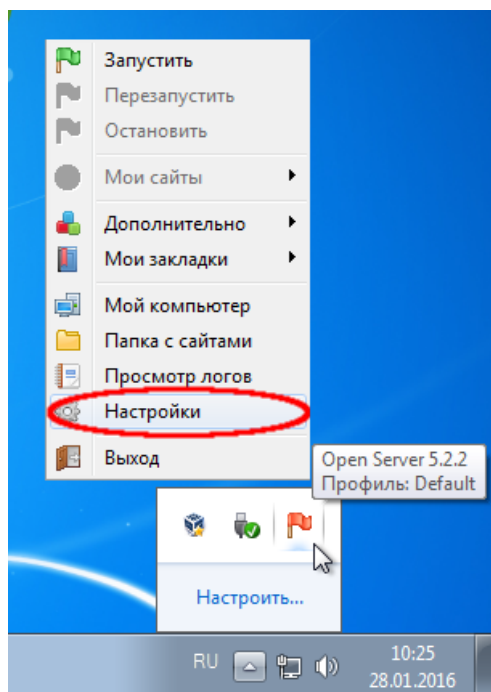 Запустить
Перезапустить
Остановить
Мои сайты
Дополнительно
Мои закладки
Мой компьютер
Папка с сайтами
Просмотр логов
Настройки
Выход
Open Server 5.2.2
Профиль: Default
Настроить...
RU
10:25
28.01.2016